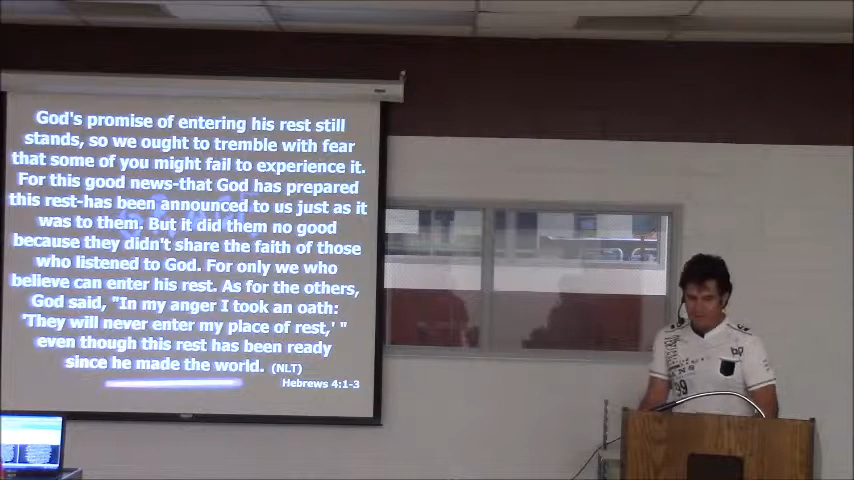 God's promise of entering his rest still
stands, so we ought to tremble with fear
that some of you might fail to experience it.
For this good news-that God has prepared
this rest-has been announced to us just as it
was to them. But it did them no good
because they didn't share the faith of those
who listened to God. For only we who
believe can enter his rest. As for the others,
God said, "In my anger I took an oath:
'They will never enter my place of rest,' "
even though this rest has been ready
since he made the world. (NLT)
Hebrews 4:1-3